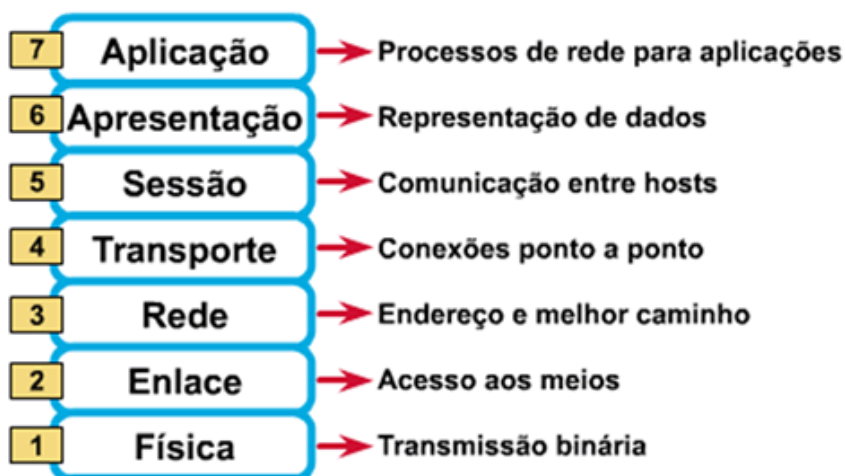 7 Aplicação Processos de rede para aplicações
6 Apresentação Representação de dados
5 Sessão Comunicação entre hosts
4 Transporte Conexões ponto a ponto
3 Rede Endereço e melhor caminho
2 Enlace Acesso aos meios
1 Física Transmissão binária